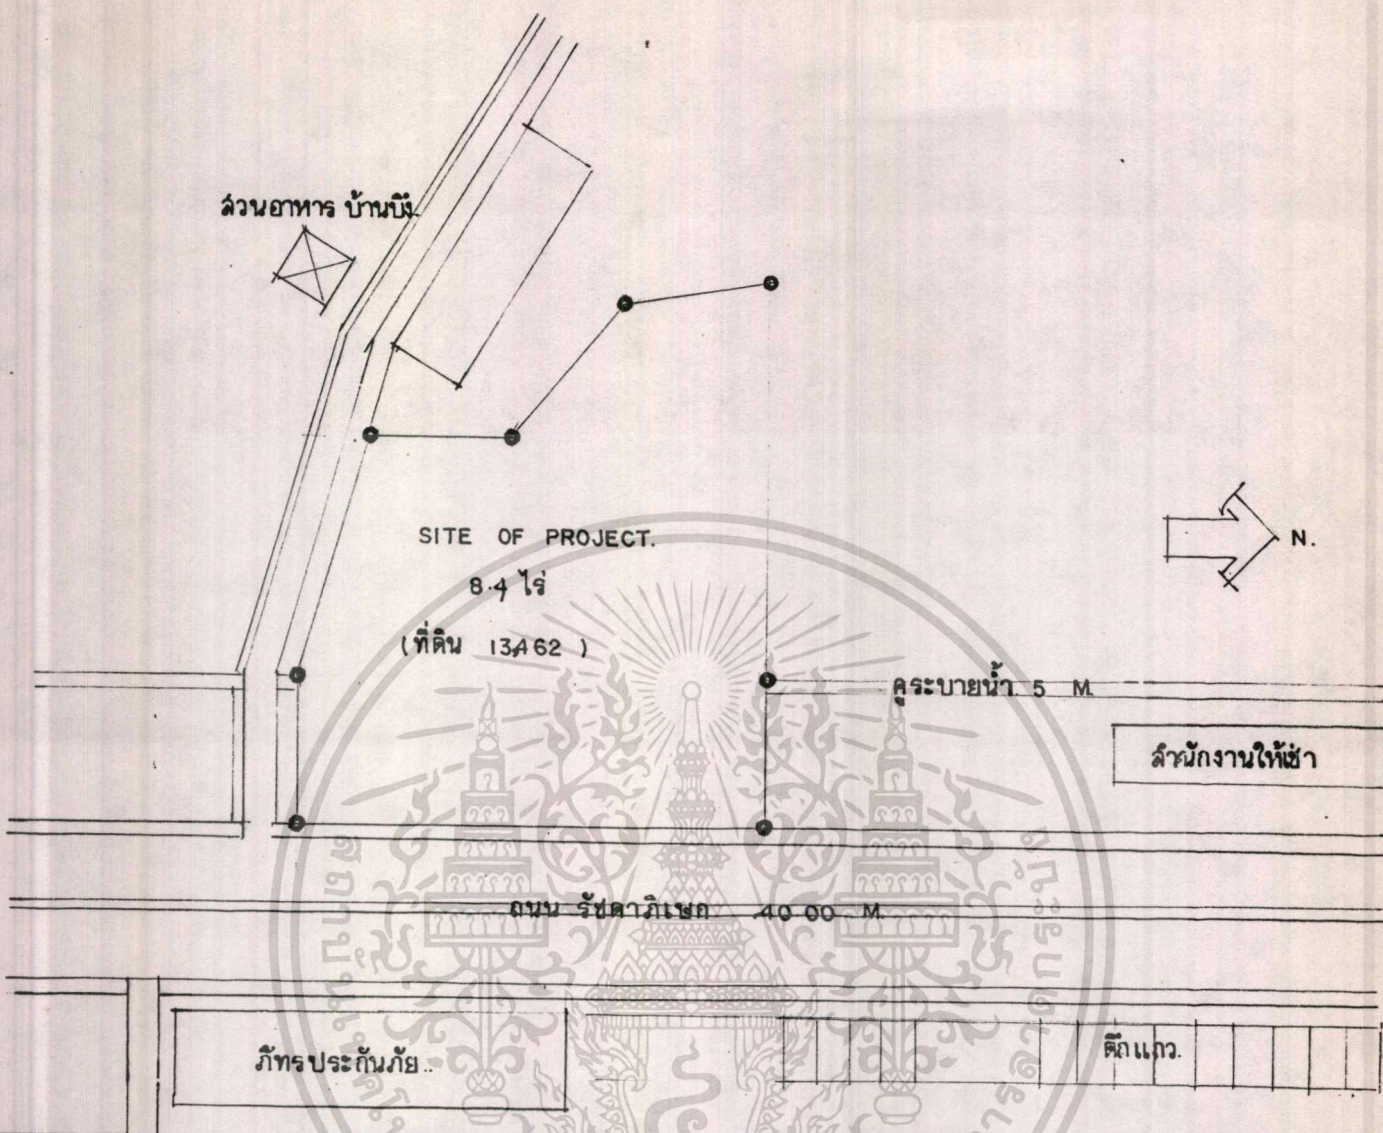 ส่วนอาหาร บ้านบึง
SITE OF PROJECT.
8.4 ไร่
(ที่ดิน 13462 )
N.
คูระบายน้ำ 5 M.
สำนักงานให้เช่า
ถนน รัชดาภิเษก 40 00 M.
ภัทรประกันภัย..
ตึกแถว.